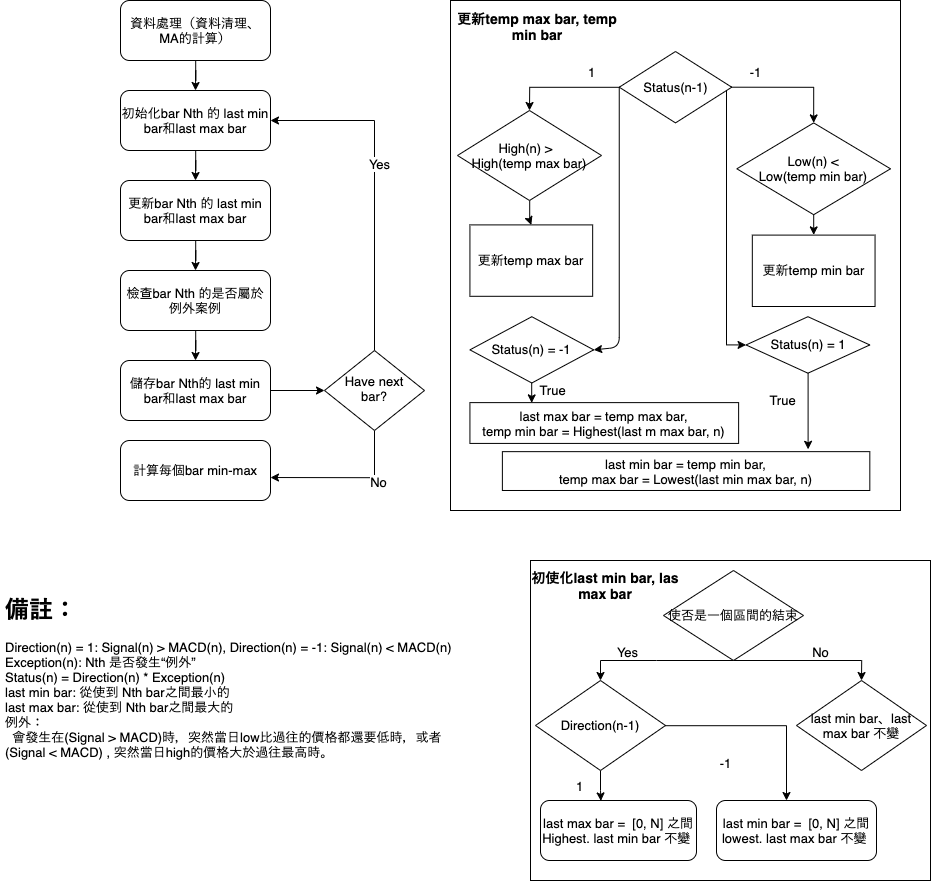 資料處理（資料清理、
MA的計算）
初始化bar Nth 的 last min
bar和last max bar
Yes
更新bar Nth 的 last min
bar和last max bar
檢查bar Nth 的是否屬於
例外案例
儲存bar Nth的 last min
bar和last max bar
Have next
bar?
計算每個bar min-max
No
更新temp max bar, temp
min bar
1
Status(n-1)
-1
High(n) >
High(temp max bar)
Low(n) <
Low(temp min bar)
更新temp max bar
更新temp min bar
Status(n) = -1
Status(n) = 1
True
True
last max bar = temp max bar,
temp min bar = Highest(last m max bar, n)
last min bar = temp min bar,
temp max bar = Lowest(last min max bar, n)
備註：
Direction(n) = 1: Signal(n) > MACD(n), Direction(n) = -1: Signal(n) < MACD(n)
Exception(n): Nth 是否發生“例外”
Status(n) = Direction(n) * Exception(n)
last min bar: 從使到 Nth bar之間最小的
last max bar: 從使到 Nth bar之間最大的
例外：
會發生在(Signal > MACD)時，突然當日low比過往的價格都還要低時，或者
(Signal < MACD) , 突然當日high的價格大於過往最高時。
初使化last min bar, las
max bar
使否是一個區間的結束
Yes
No
Direction(n-1)
last min bar、last
max bar 不變
-1
1
last max bar = [0, N] 之間
Highest. last min bar 不變
last min bar = [0, N] 之間
lowest. last max bar 不變